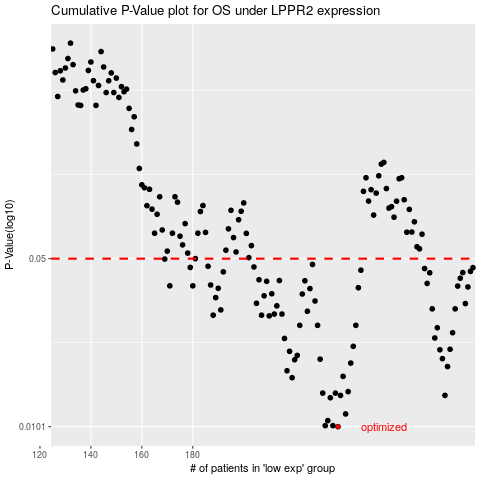 Cumulative P-Value plot for OS under LPPR2 expression
P-Value(log10)
0.05
0.0101
optimized
120 140 160 180
# of patients in 'low exp' group